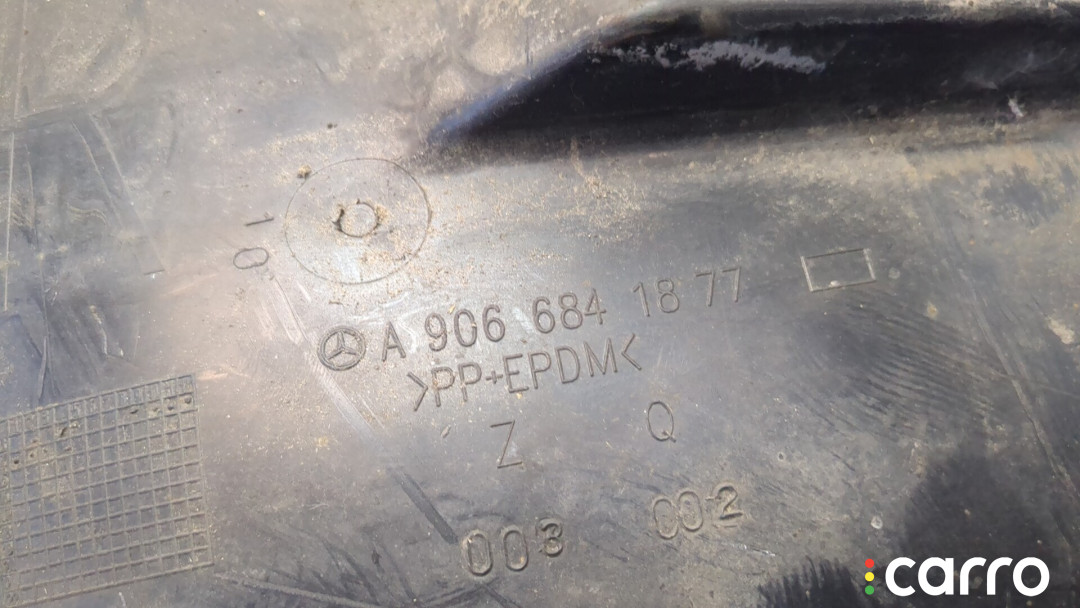 10
A 906 684 18 77
>PP+EPDM<
Z Q
003 002
carro